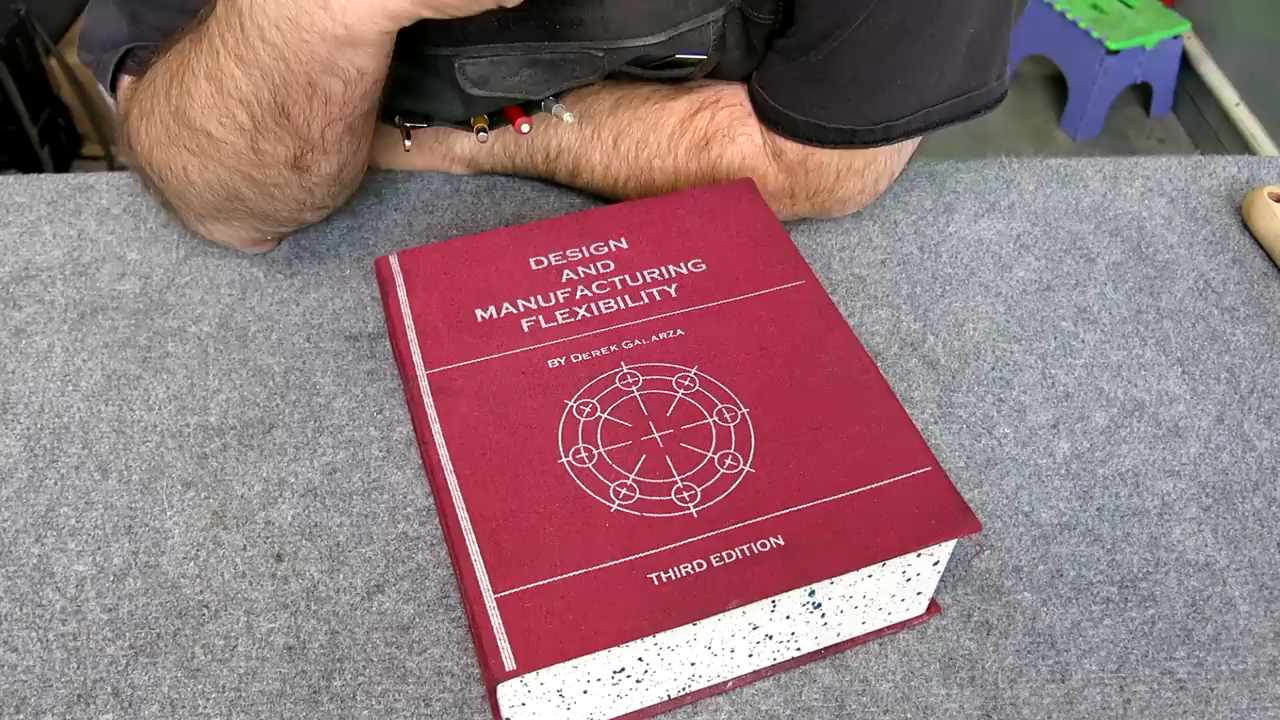 DESIGN
AND
MANUFACTURING
FLEXIBILITY
BY DEREK GALARZA
THIRD EDITION